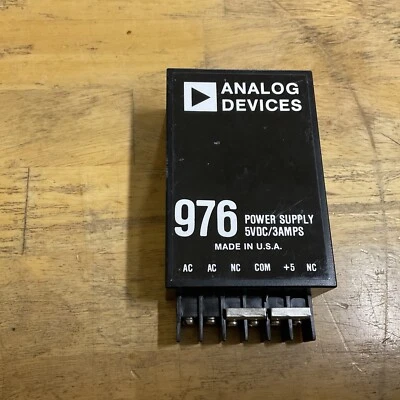 ANALOG
DEVICES
976 POWER SUPPLY
5VDC/3AMPS
MADE IN U.S.A.
AC AC NC COM +5 NC